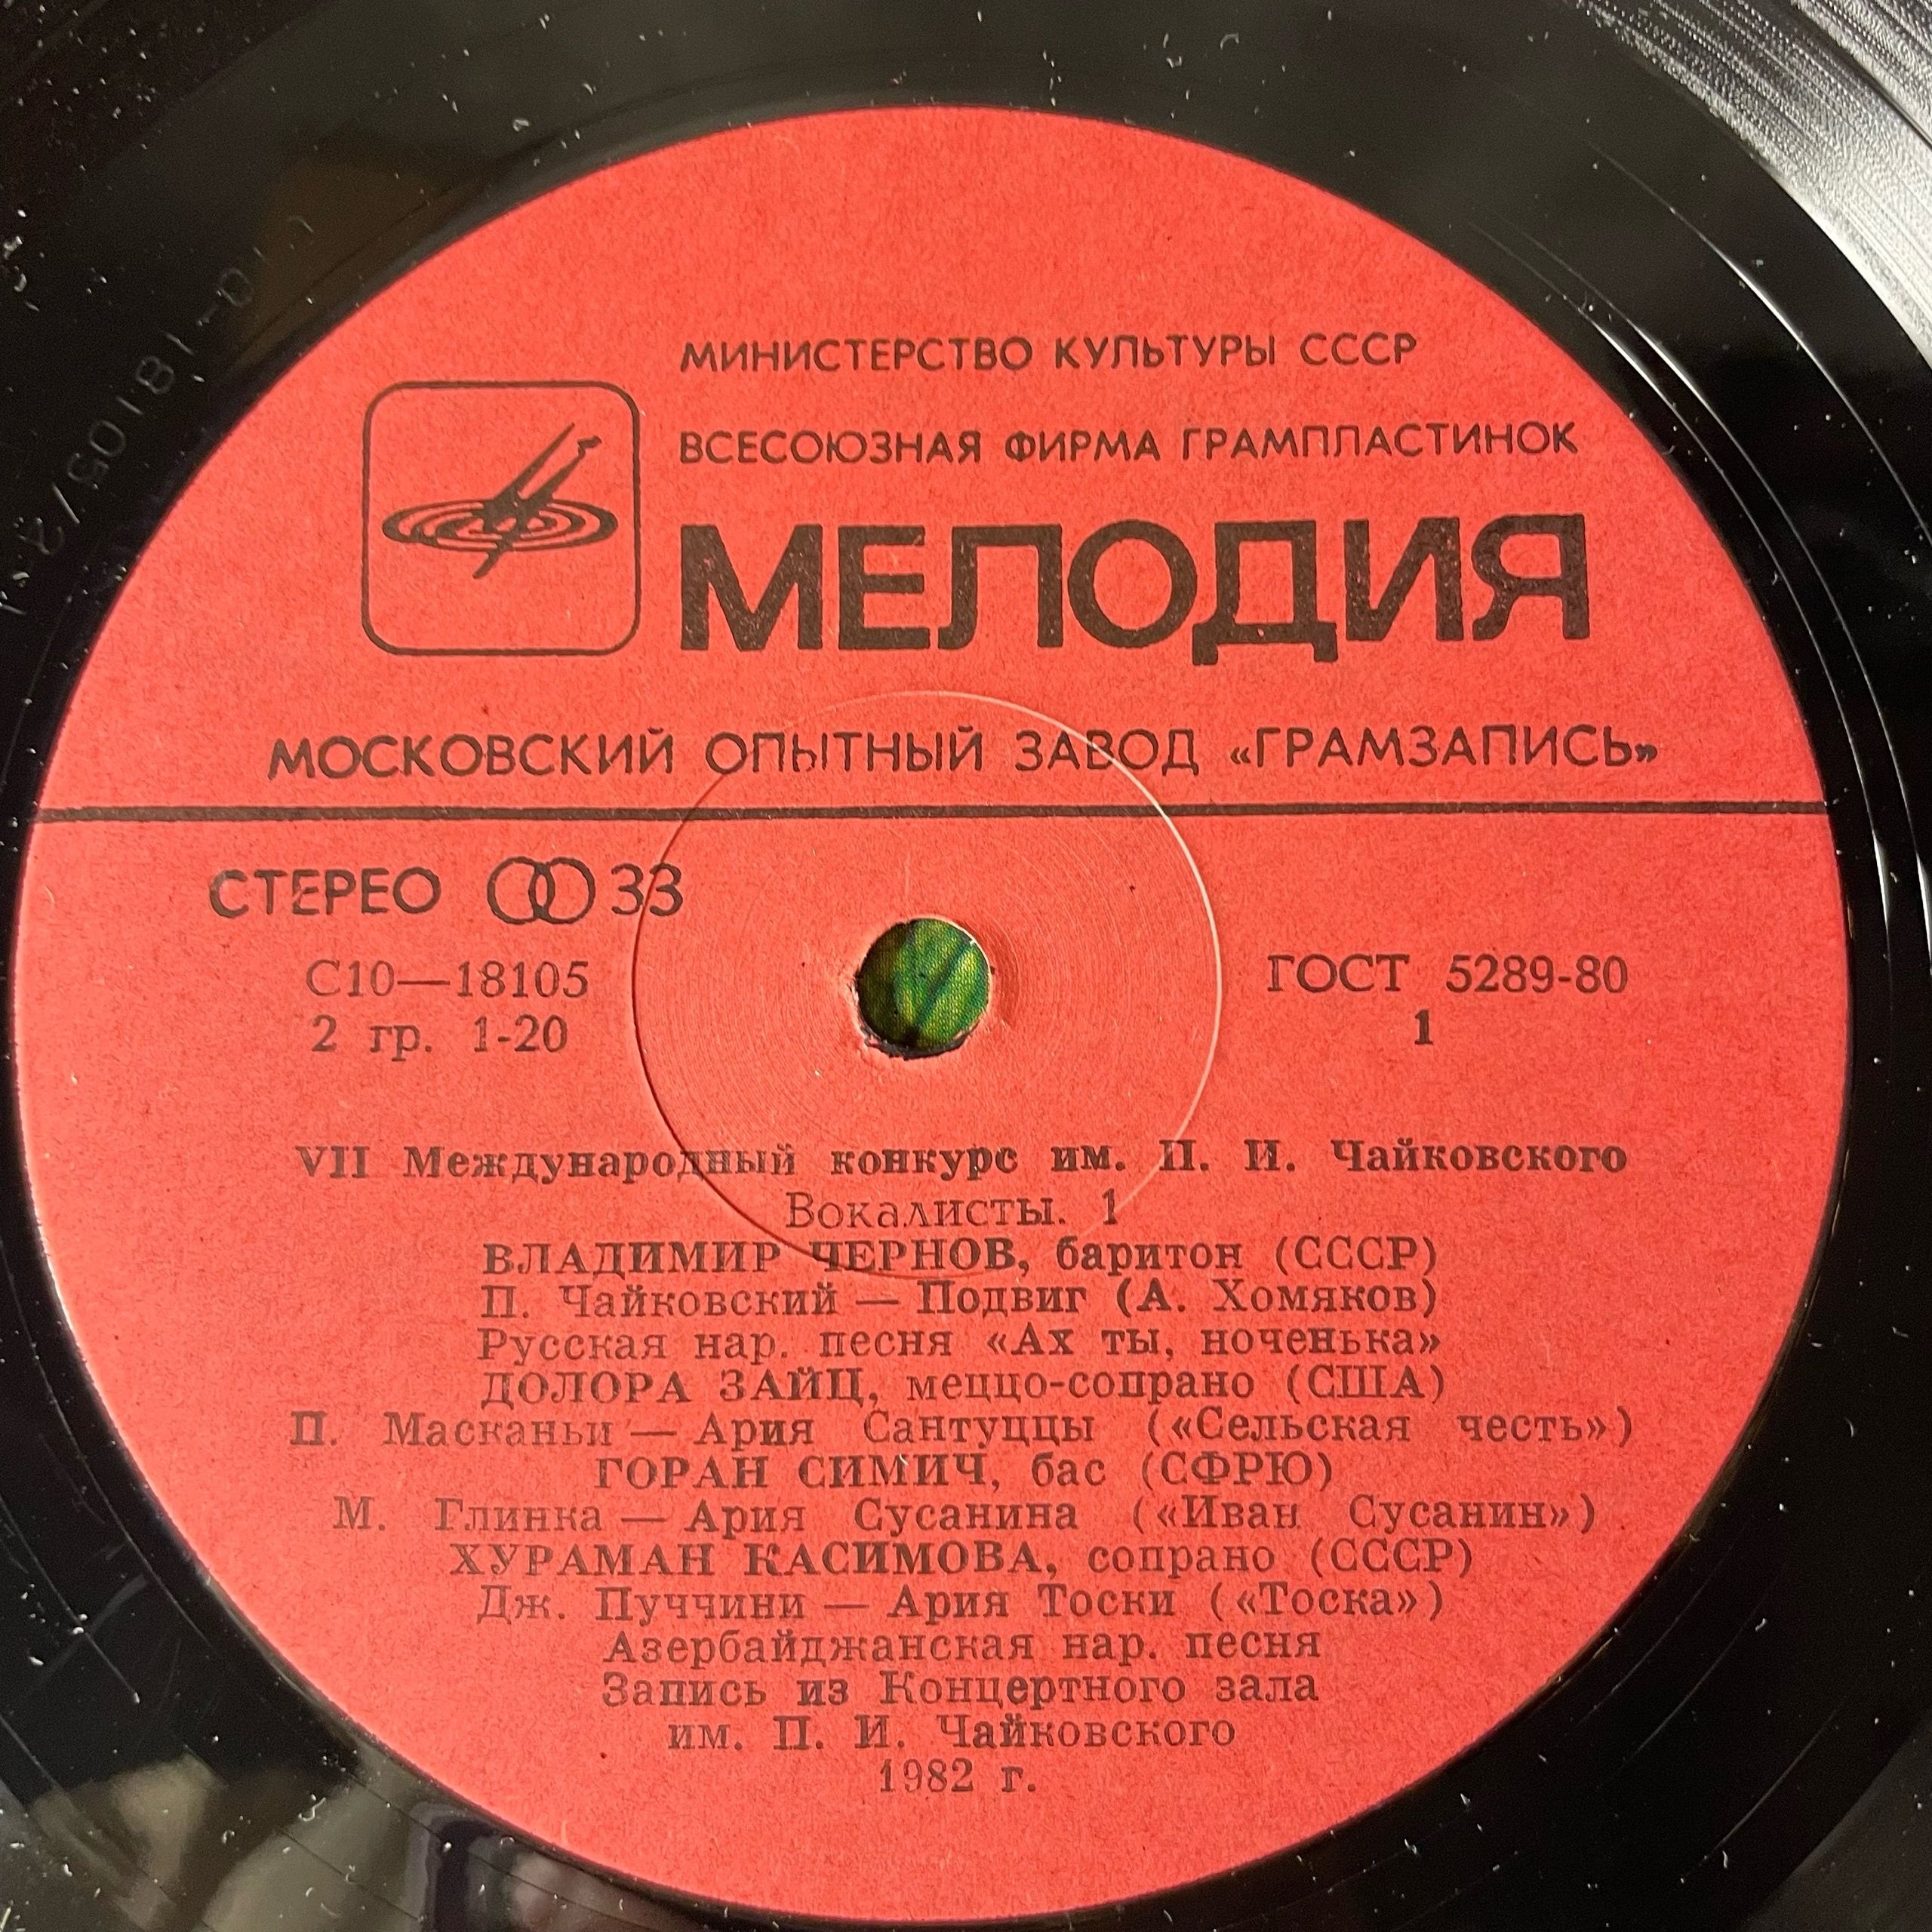 МИНИСТЕРСТВО КУЛЬТУРЫ СССР
ВСЕСОЮЗНАЯ ФИРМА ГРАМПЛАСТИНОК
МЕЛОДИЯ
МОСКОВСКИЙ ОПЫТНЫЙ ЗАВОД «ГРАМЗАПИСЬ»
СТЕРЕО 33
С10—18105
2 гр. 1-20
ГОСТ 5289-80
1
VII Международный конкурс им. П. И. Чайковского
Вокалисты. 1
ВЛАДИМИР ЧЕРНОВ, баритон (СССР)
П. Чайковский — Подвиг (А. Хомяков)
Русская нар. песня «Ах ты, ноченька»
ДОЛОРА ЗАЙЦ, меццо-сопрано (США)
П. Масканьи — Ария Сантуццы («Сельская честь»)
ГОРАН СИМИЧ, бас (СФРЮ)
М. Глинка — Ария Сусанина («Иван Сусанин»)
ХУРАМАН КАСИМОВА, сопрано (СССР)
Дж. Пуччини — Ария Тоски («Тоска»)
Азербайджанская нар. песня
Запись из Концертного зала
им. П. И. Чайковского
1982 г.